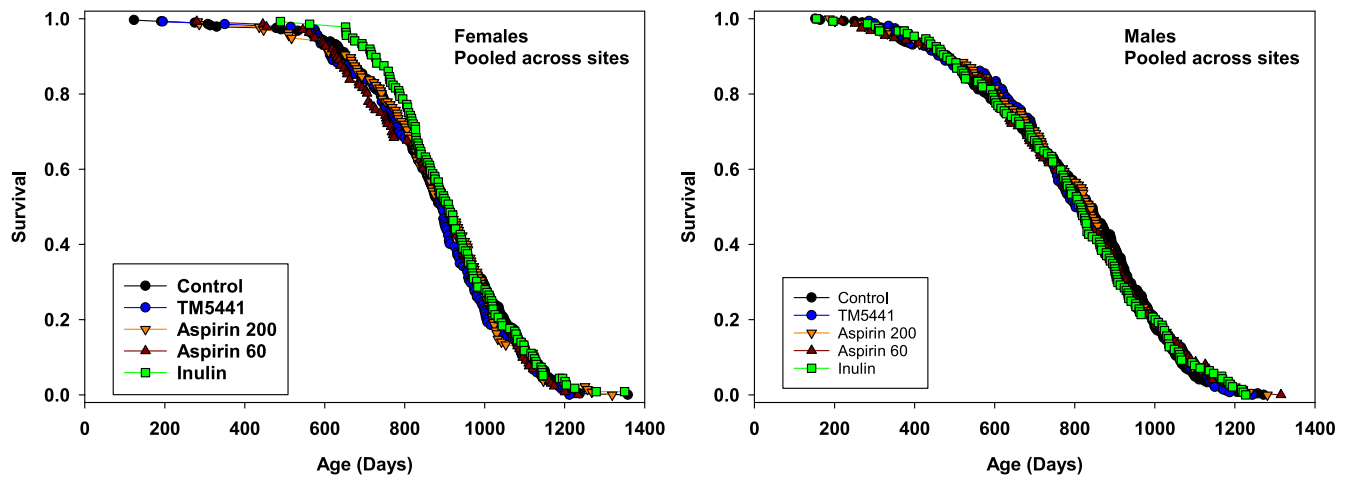 Females
Pooled across sites
Survival
1.0
0.8
0.6
0.4
0.2
0.0
Control
TM5441
Aspirin 200
Aspirin 60
Inulin
0 200 400 600 800 1000 1200 1400
Age (Days)
Males
Pooled across sites
Survival
1.0
0.8
0.6
0.4
0.2
0.0
Control
TM5441
Aspirin 200
Aspirin 60
Inulin
0 200 400 600 800 1000 1200 1400
Age (Days)